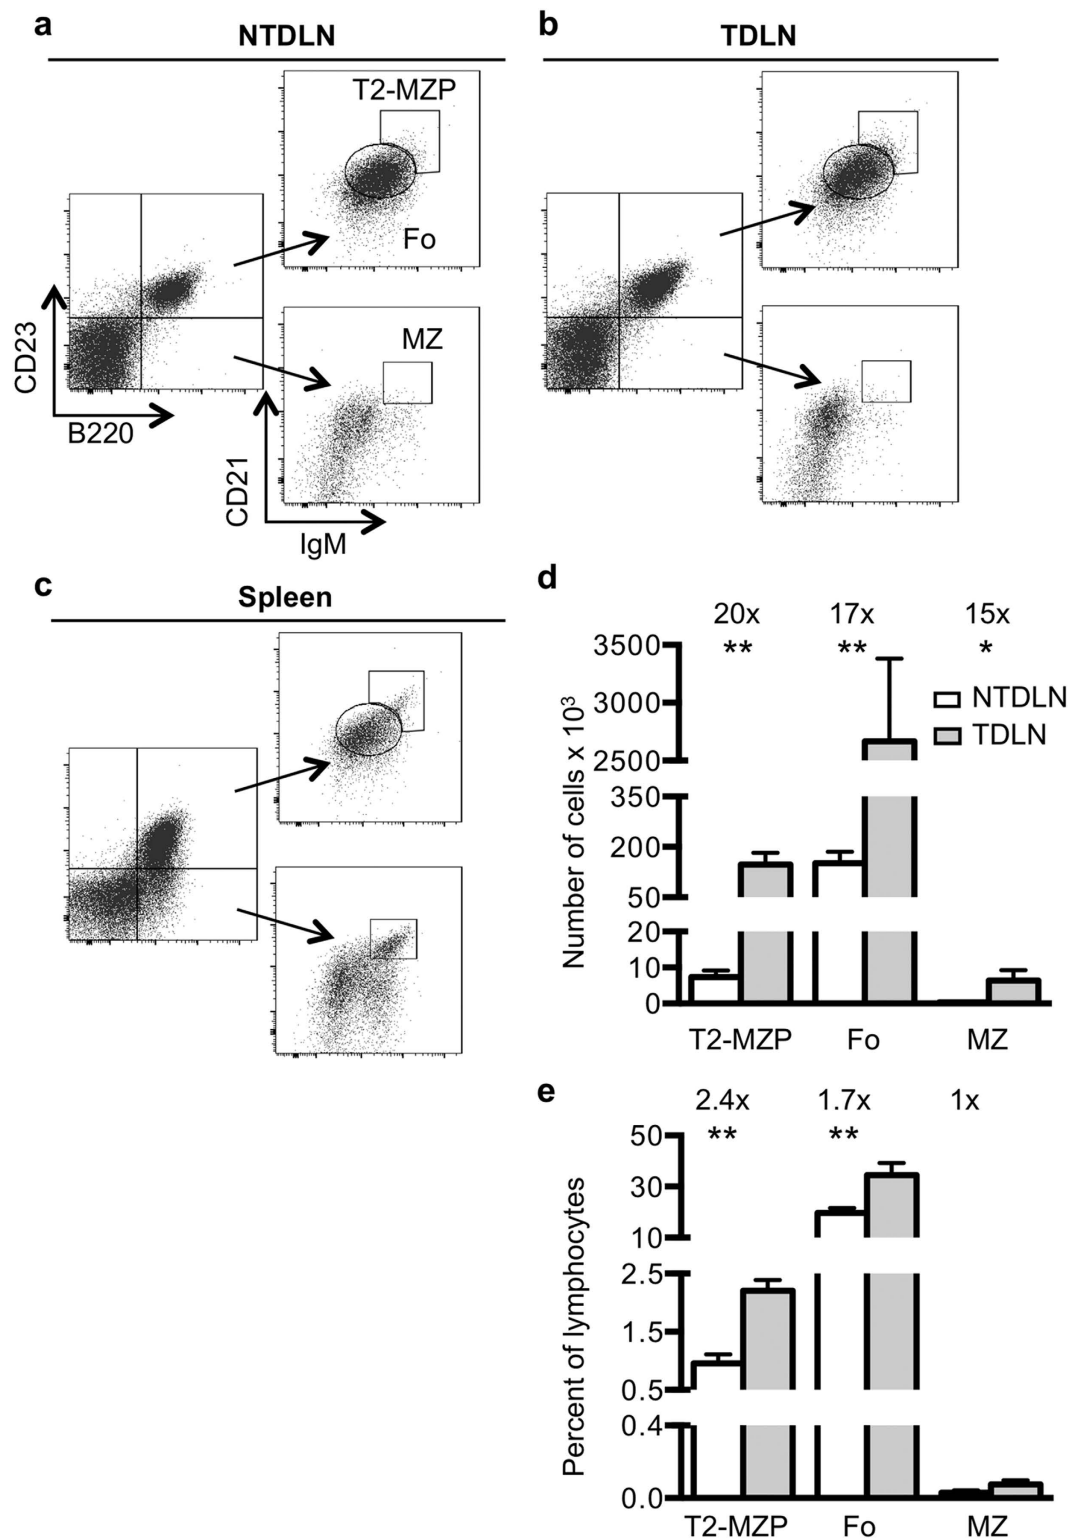 a
NTDLN
T2-MZP
Fo
CD23
B220
MZ
CD21
IgM
b
TDLN
c
Spleen
d
20x
17x
15x
**
**
*
NTDLN
TDLN
Number of cells x 10³
3500
3000
2500
350
200
50
20
10
0
T2-MZP
Fo
MZ
e
2.4x
1.7x
1x
**
**
Percent of lymphocytes
50
30
10
2.5
1.5
0.5
0.4
0.0
T2-MZP
Fo
MZ